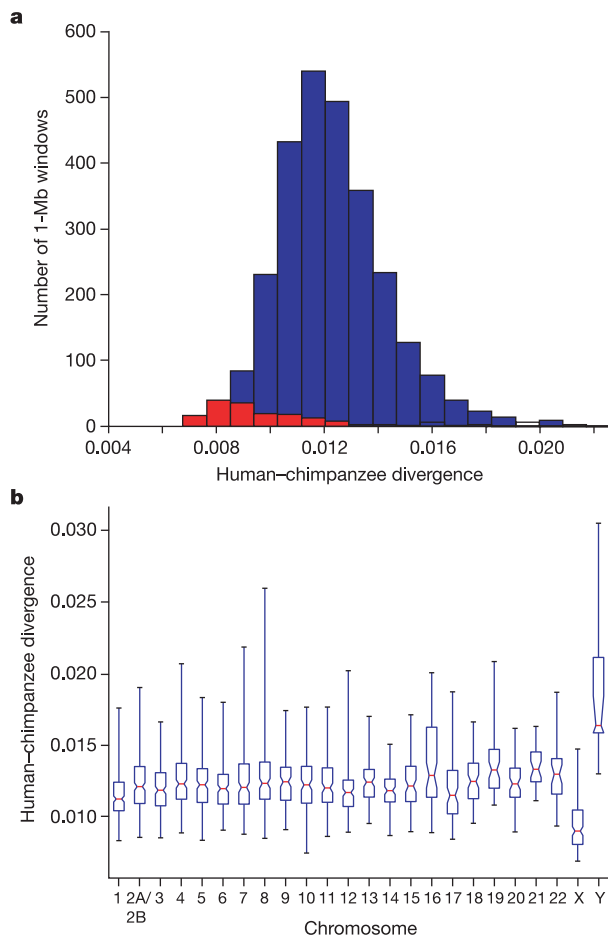 a
600
500
400
300
200
100
0
Number of 1-Mb windows
0.004 0.008 0.012 0.016 0.020
Human–chimpanzee divergence
b
0.030
0.025
0.020
0.015
0.010
Human–chimpanzee divergence
1 2A/ 3 4 5 6 7 8 9 10 11 12 13 14 15 16 17 18 19 20 21 22 X Y
2B
Chromosome